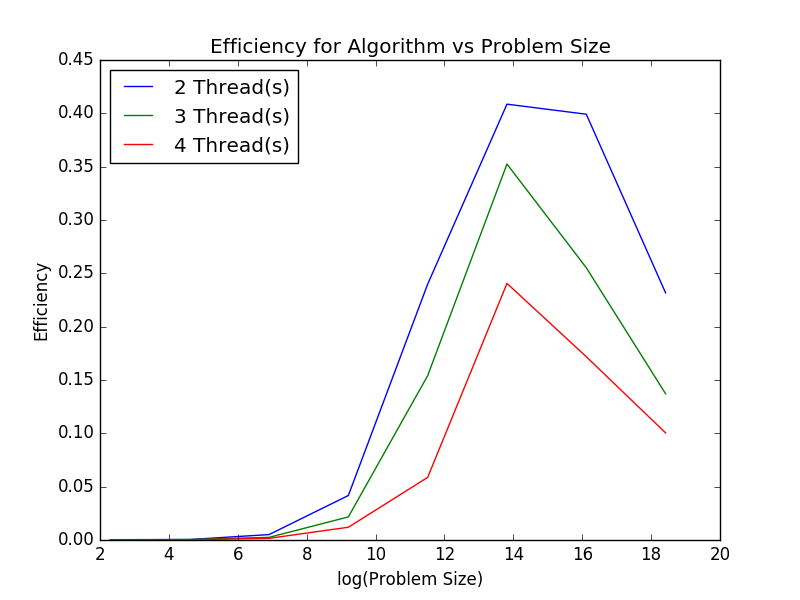 Efficiency for Algorithm vs Problem Size
0.45
0.40
0.35
0.30
0.25
0.20
0.15
0.10
0.05
0.00
Efficiency
2 Thread(s)
3 Thread(s)
4 Thread(s)
2 4 6 8 10 12 14 16 18 20
log(Problem Size)